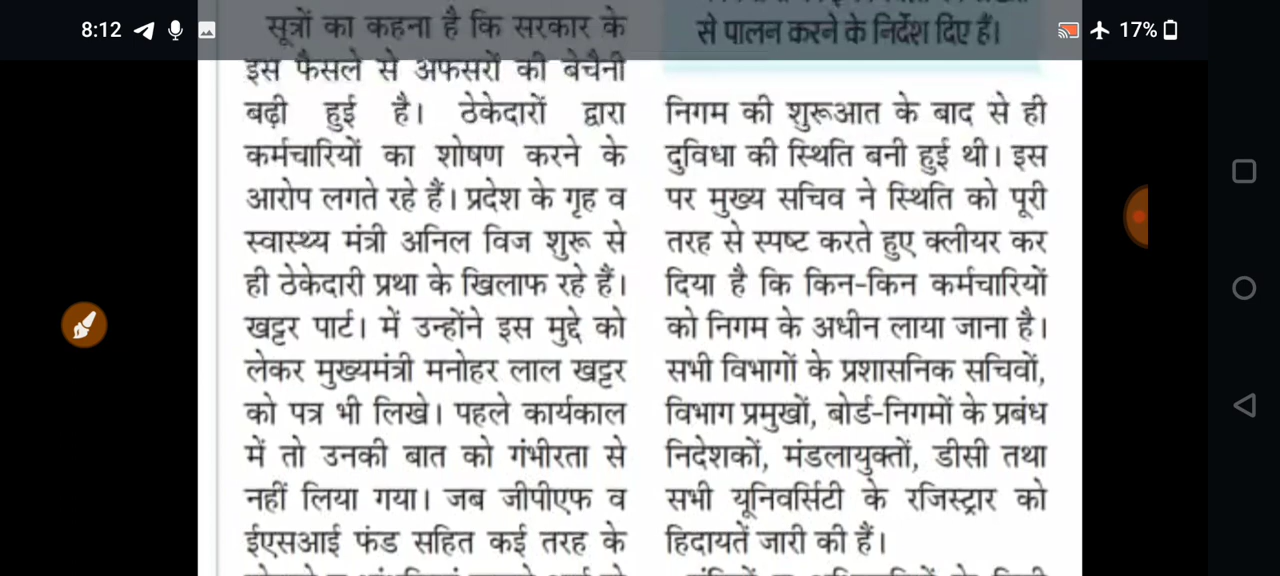 8:12
17%
सूत्रों का कहना है कि सरकार के
इस फैसले से अफसरों की बेचैनी
बढ़ी हुई है। ठेकेदारों द्वारा
कर्मचारियों का शोषण करने के
आरोप लगते रहे हैं। प्रदेश के गृह व
स्वास्थ्य मंत्री अनिल विज शुरू से
ही ठेकेदारी प्रथा के खिलाफ रहे हैं।
खट्टर पार्ट। में उन्होंने इस मुद्दे को
लेकर मुख्यमंत्री मनोहर लाल खट्टर
को पत्र भी लिखे। पहले कार्यकाल
में तो उनकी बात को गंभीरता से
नहीं लिया गया। जब जीपीएफ व
ईएसआई फंड सहित कई तरह के
से पालन करने के निर्देश दिए हैं।
निगम की शुरूआत के बाद से ही
दुविधा की स्थिति बनी हुई थी। इस
पर मुख्य सचिव ने स्थिति को पूरी
तरह से स्पष्ट करते हुए क्लीयर कर
दिया है कि किन-किन कर्मचारियों
को निगम के अधीन लाया जाना है।
सभी विभागों के प्रशासनिक सचिवों,
विभाग प्रमुखों, बोर्ड-निगमों के प्रबंध
निदेशकों, मंडलायुक्तों, डीसी तथा
सभी यूनिवर्सिटी के रजिस्ट्रार को
हिदायतें जारी की हैं।